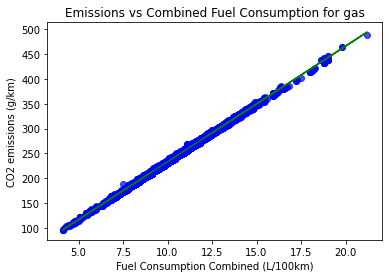 Emissions vs Combined Fuel Consumption for gas
500
450
400
350
300
250
200
150
100
CO2 emissions (g/km)
5.0 7.5 10.0 12.5 15.0 17.5 20.0
Fuel Consumption Combined (L/100km)